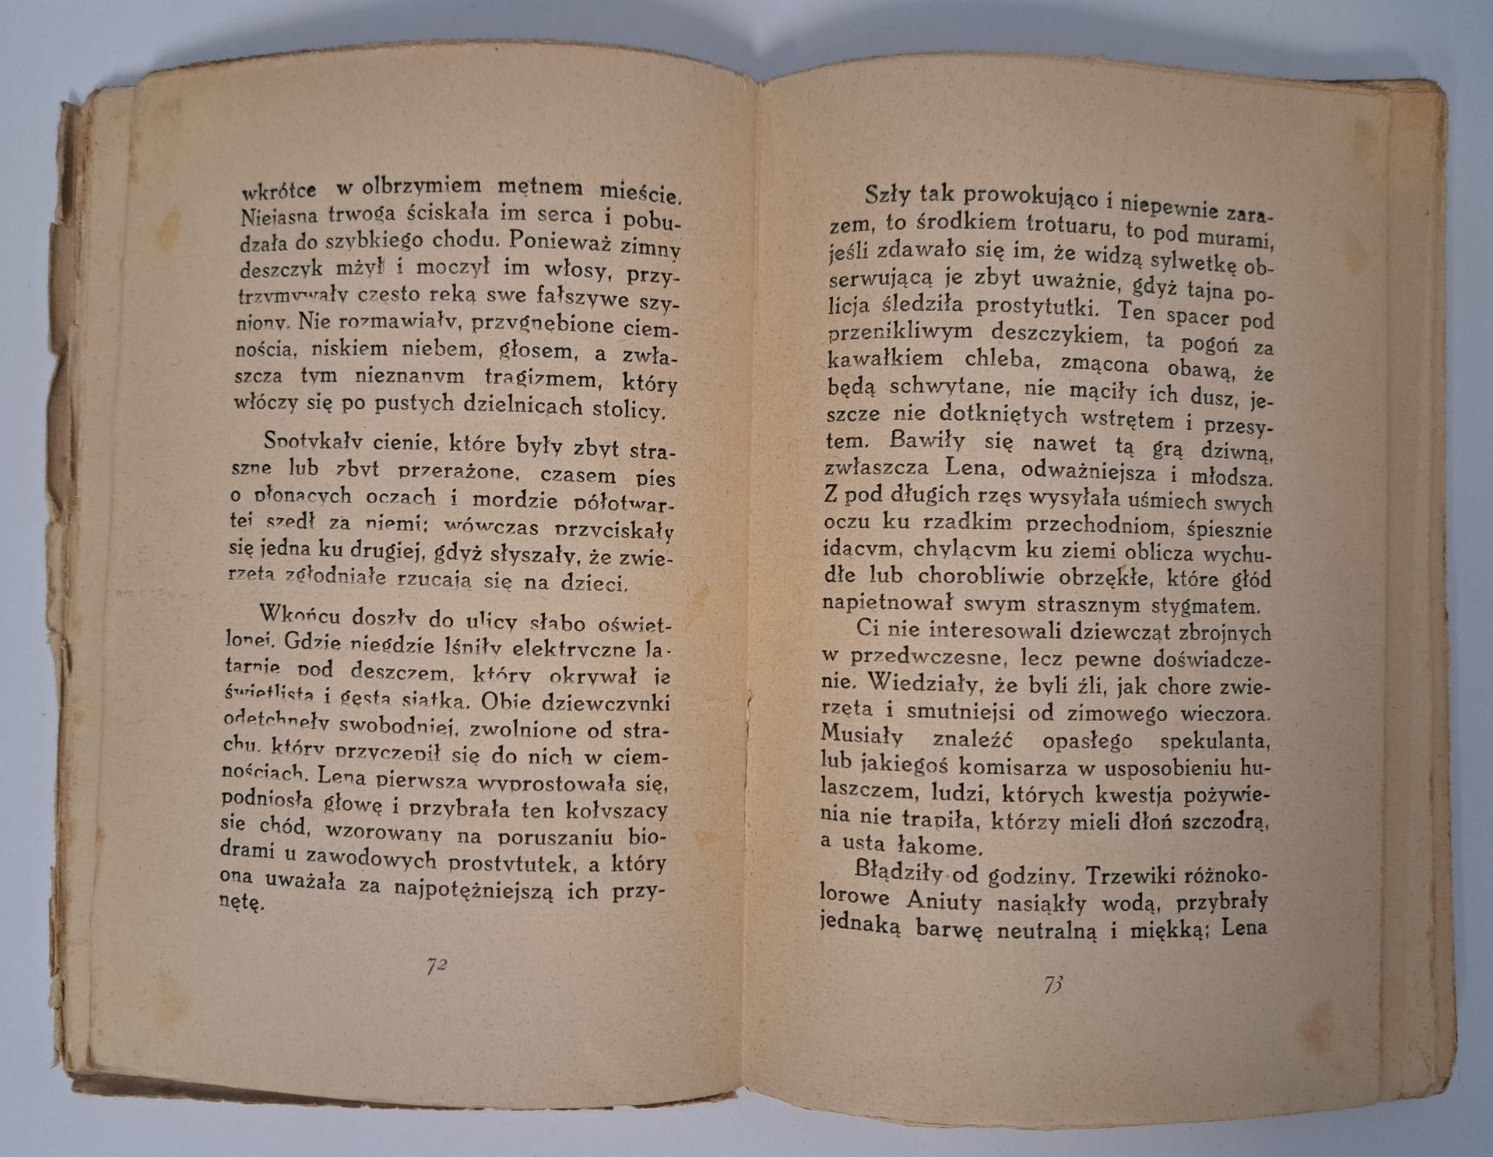 wkrótce w olbrzymiem mętnem mieście.
Niejasna trwoga ściskała im serca i pobu-
dzała do szybkiego chodu. Ponieważ zimny
deszczyk mżył i moczył im włosy, przy-
trzymywały często ręką swe fałszywe szy-
niony. Nie rozmawiały, przygnębione ciem-
nością, niskiem niebem, głosem, a zwła-
szcza tym nieznanym tragizmem, który
włóczy się po pustych dzielnicach stolicy.
Spotykały cienie, które były zbyt stra-
szne lub zbyt przerażone, czasem pies
o płonących oczach i mordzie półotwar-
tej szedł za niemi; wówczas przyciskały
się jedna ku drugiej, gdyż słyszały, że zwie-
rzęta zgłodniałe rzucają się na dzieci.
Wkońcu doszły do ulicy słabo oświet-
lonej. Gdzie niegdzie lśniły elektryczne la-
tarnie pod deszczem, który okrywał je
świetlistą i gęstą siatką. Obie dziewczynki
odetchnęły swobodniej, zwolnione od stra-
chu, który przyczepił się do nich w ciem-
nościach. Lena pierwsza wyprostowała się,
podniosła głowę i przybrała ten kołyszący
się chód, wzorowany na poruszaniu bio-
drami u zawodowych prostytutek, a który
ona uważała za najpotężniejszą ich przy-
nętę.
72
Szły tak prowokująco i niepewnie zara-
zem, to środkiem trotuaru, to pod murami,
jeśli zdawało się im, że widzą sylwetkę ob-
serwującą je zbyt uważnie, gdyż tajna po-
licja śledziła prostytutki. Ten spacer pod
przenikliwym deszczykiem, ta pogoń za
kawałkiem chleba, zmącona obawą, że
będą schwytane, nie mąciły ich dusz, je-
szcze nie dotkniętych wstrętem i przesy-
tem. Bawiły się nawet tą grą dziwną,
zwłaszcza Lena, odważniejsza i młodsza.
Z pod długich rzęs wysyłała uśmiech swych
oczu ku rzadkim przechodniom, śpiesznie
idącym, chylącym ku ziemi oblicza wychu-
dłe lub chorobliwie obrzękłe, które głód
napiętnował swym strasznym stygmatem.
Ci nie interesowali dziewcząt zbrojnych
w przedwczesne, lecz pewne doświadcze-
nie. Wiedziały, że byli źli, jak chore zwie-
rzęta i smutniejsi od zimowego wieczora.
Musiały znaleźć opasłego spekulanta,
lub jakiegoś komisarza w usposobieniu hu-
laszczem, ludzi, których kwestja pożywie-
nia nie trapiła, którzy mieli dłoń szczodrą,
a usta łakome.
Błądziły od godziny. Trzewiki różnoko-
lorowe Aniuty nasiąkły wodą, przybrały
jednaką barwę neutralną i miękką; Lena
73